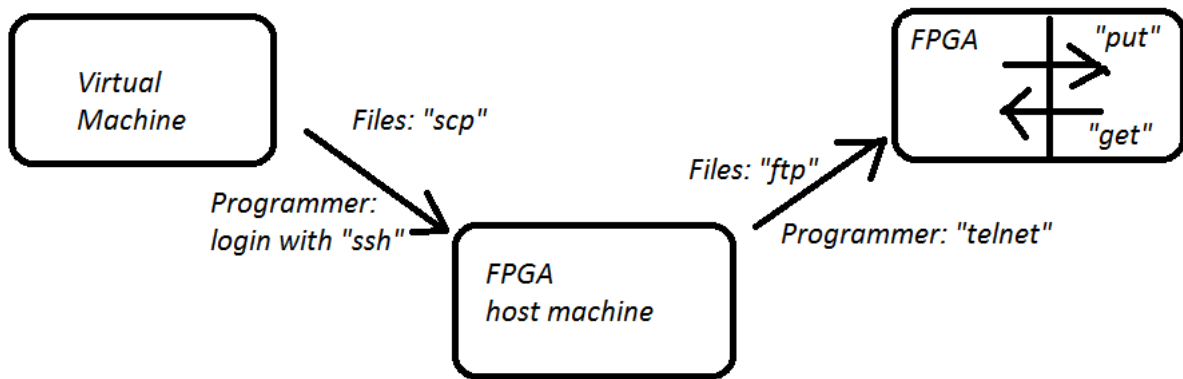 Virtual
Machine
Files: "scp"
Programmer:
login with "ssh"
FPGA
host machine
Files: "ftp"
Programmer: "telnet"
FPGA
"put"
"get"